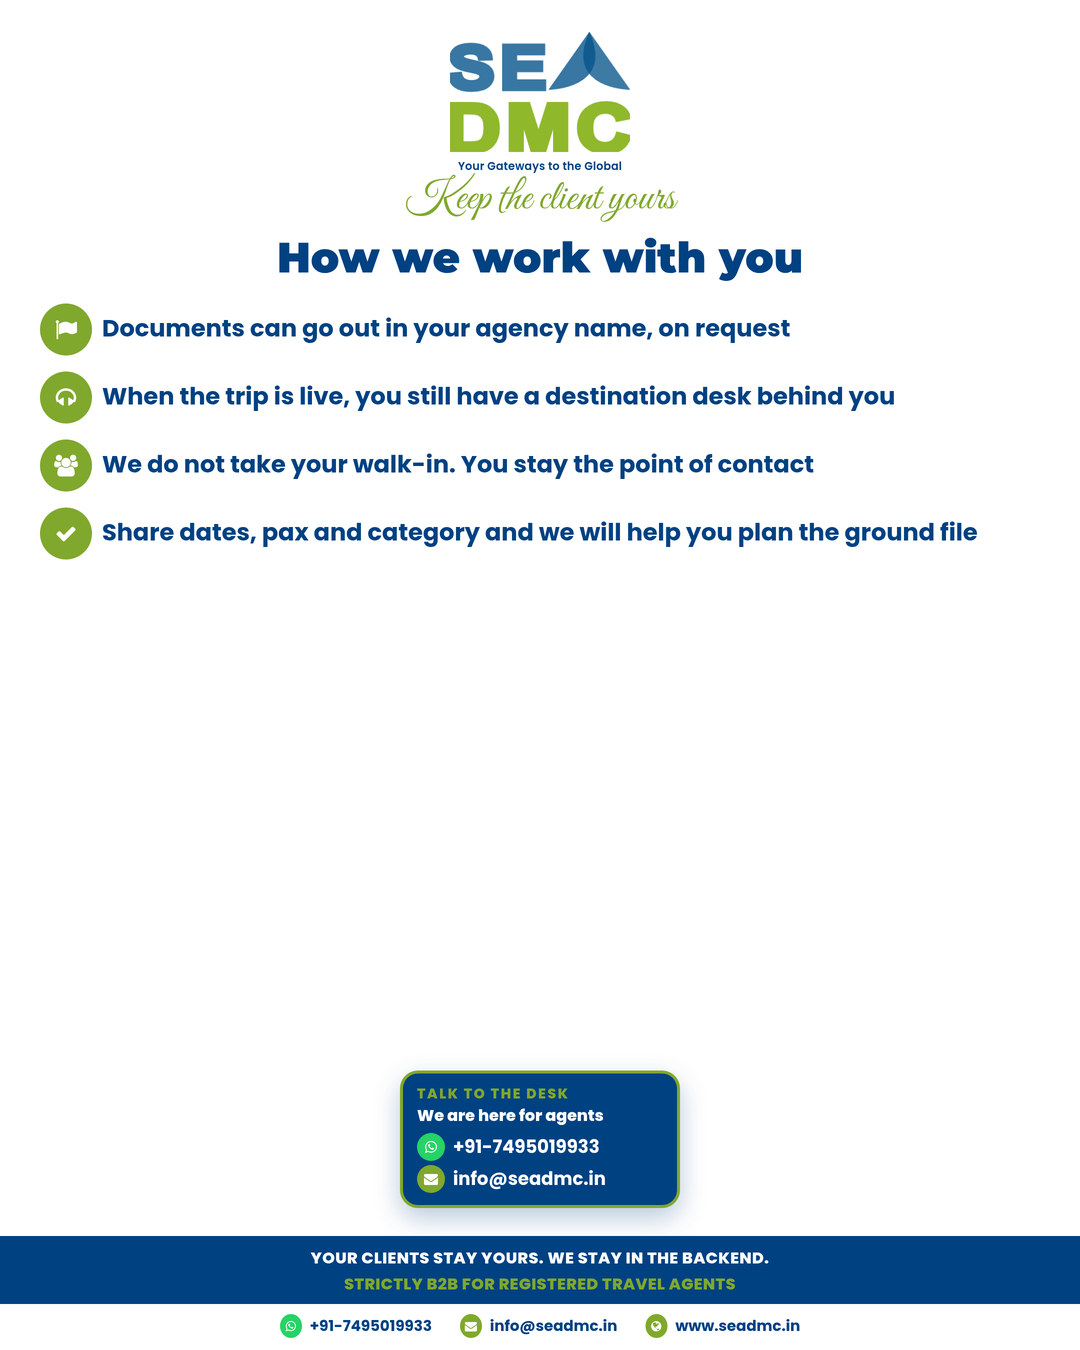 SEA
DMC
Your Gateways to the Global
Keep the client yours
How we work with you
Documents can go out in your agency name, on request
When the trip is live, you still have a destination desk behind you
We do not take your walk-in. You stay the point of contact
Share dates, pax and category and we will help you plan the ground file
TALK TO THE DESK
We are here for agents
+91-7495019933
info@seadmc.in
YOUR CLIENTS STAY YOURS. WE STAY IN THE BACKEND.
STRICTLY B2B FOR REGISTERED TRAVEL AGENTS
+91-7495019933 info@seadmc.in www.seadmc.in